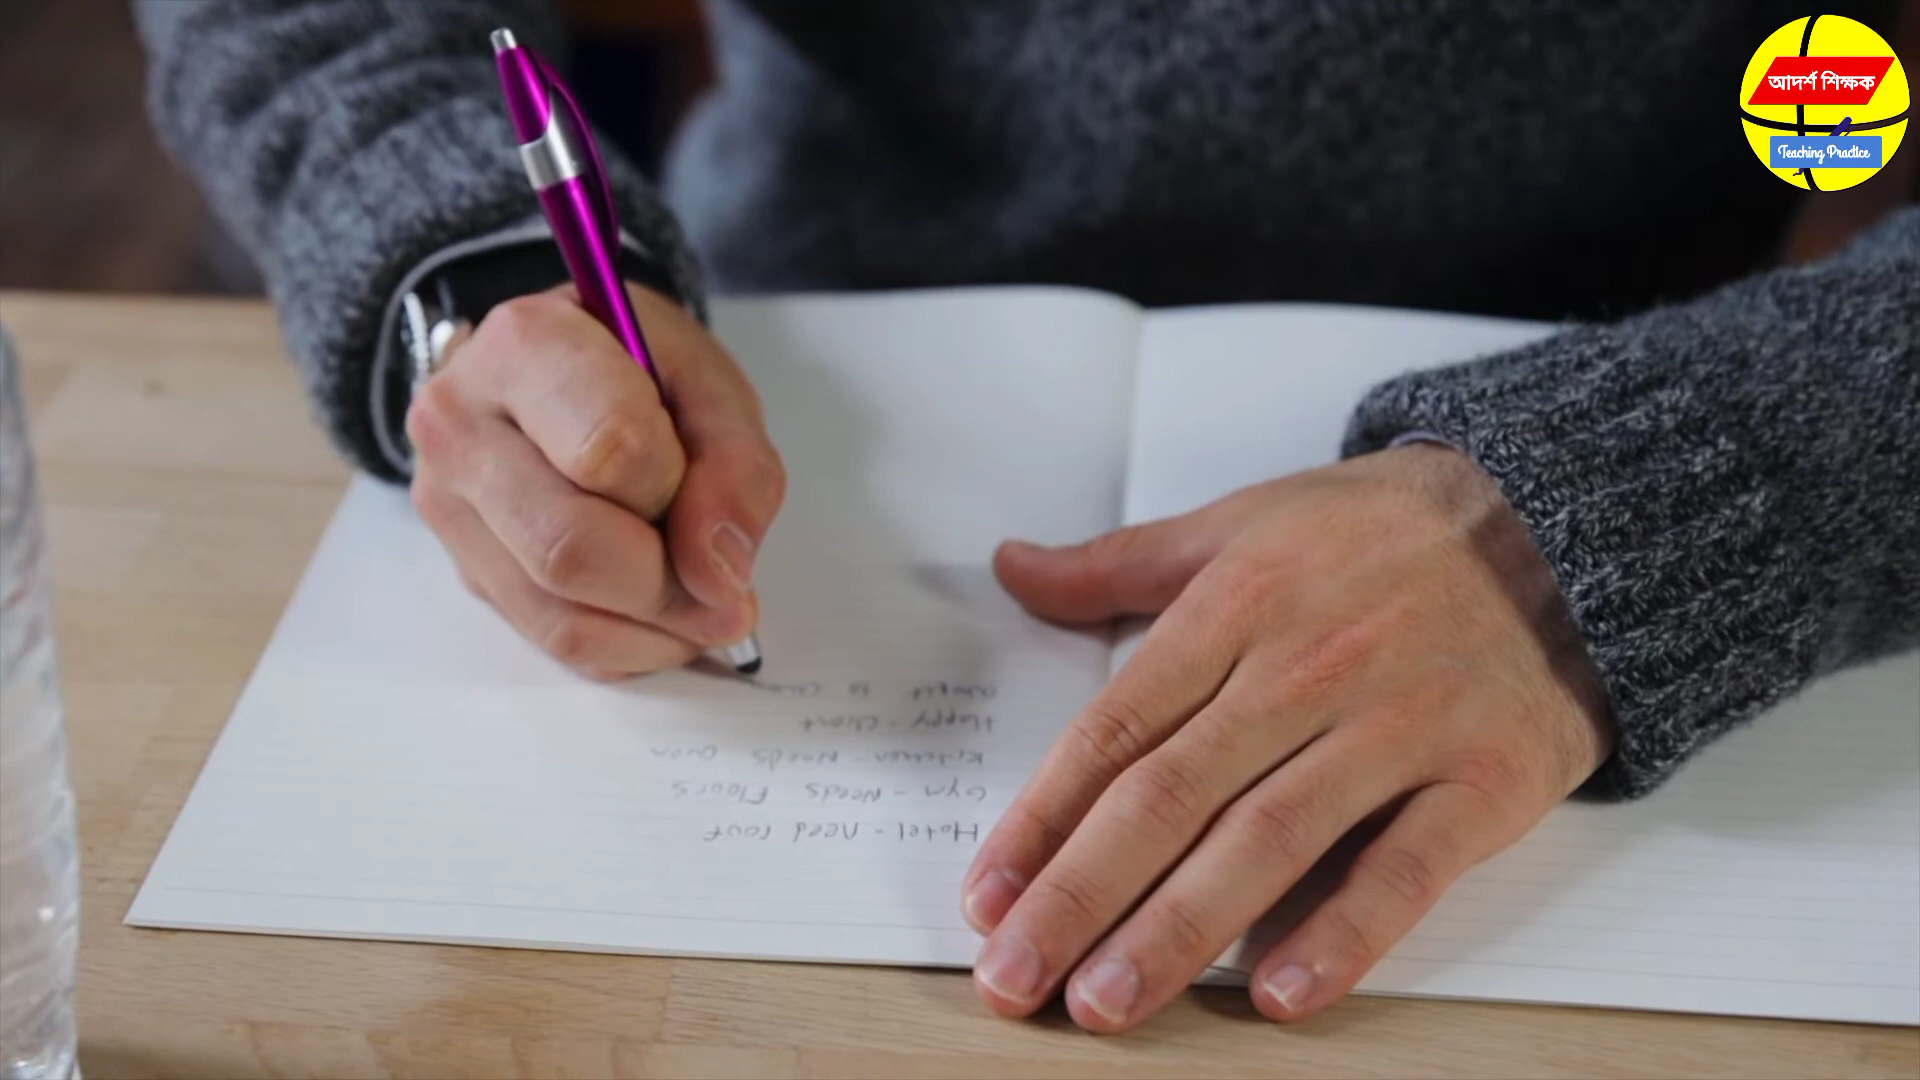 আদর্শ শিক্ষক
Teaching Practice
Hotel - Need roof
Gym - Needs Floors
Kitchen - Needs Oven
Happy - Client